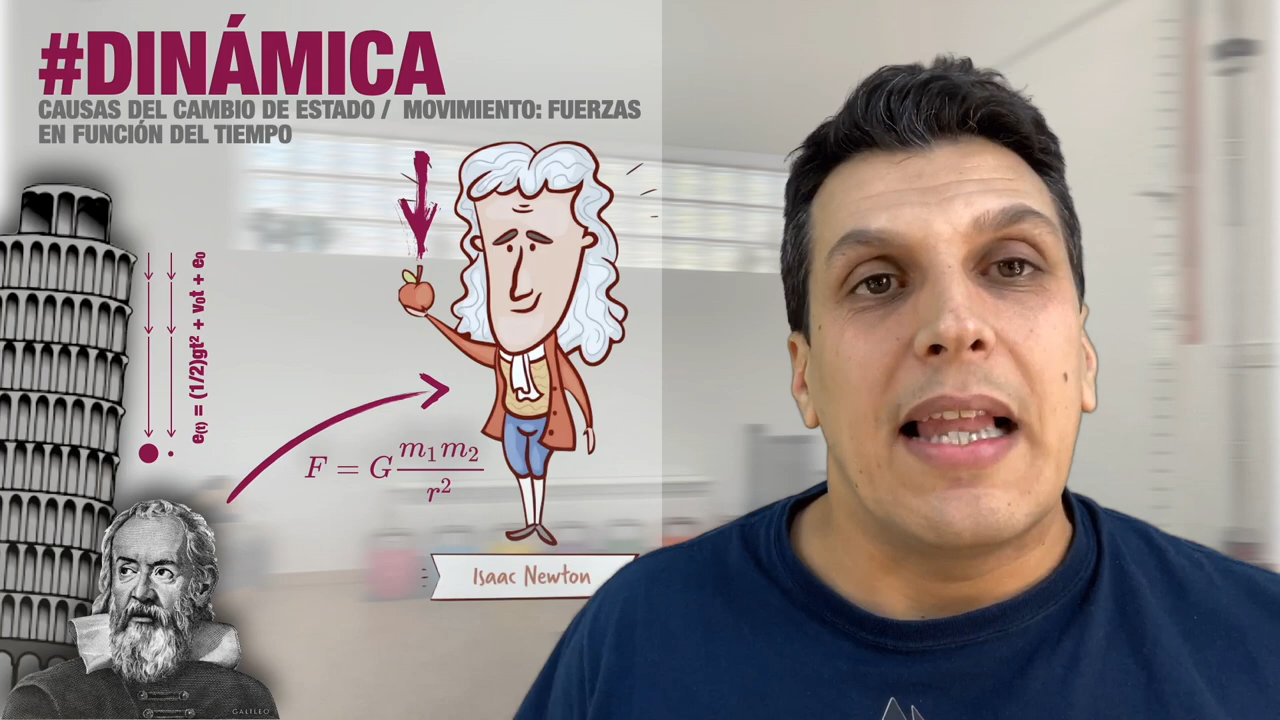 #DINÁMICA
CAUSAS DEL CAMBIO DE ESTADO / MOVIMIENTO: FUERZAS
EN FUNCIÓN DEL TIEMPO
e(t) = (1/2)gt² + v₀t + e₀
F = G m₁m₂ / r²
Isaac Newton
GALILEO